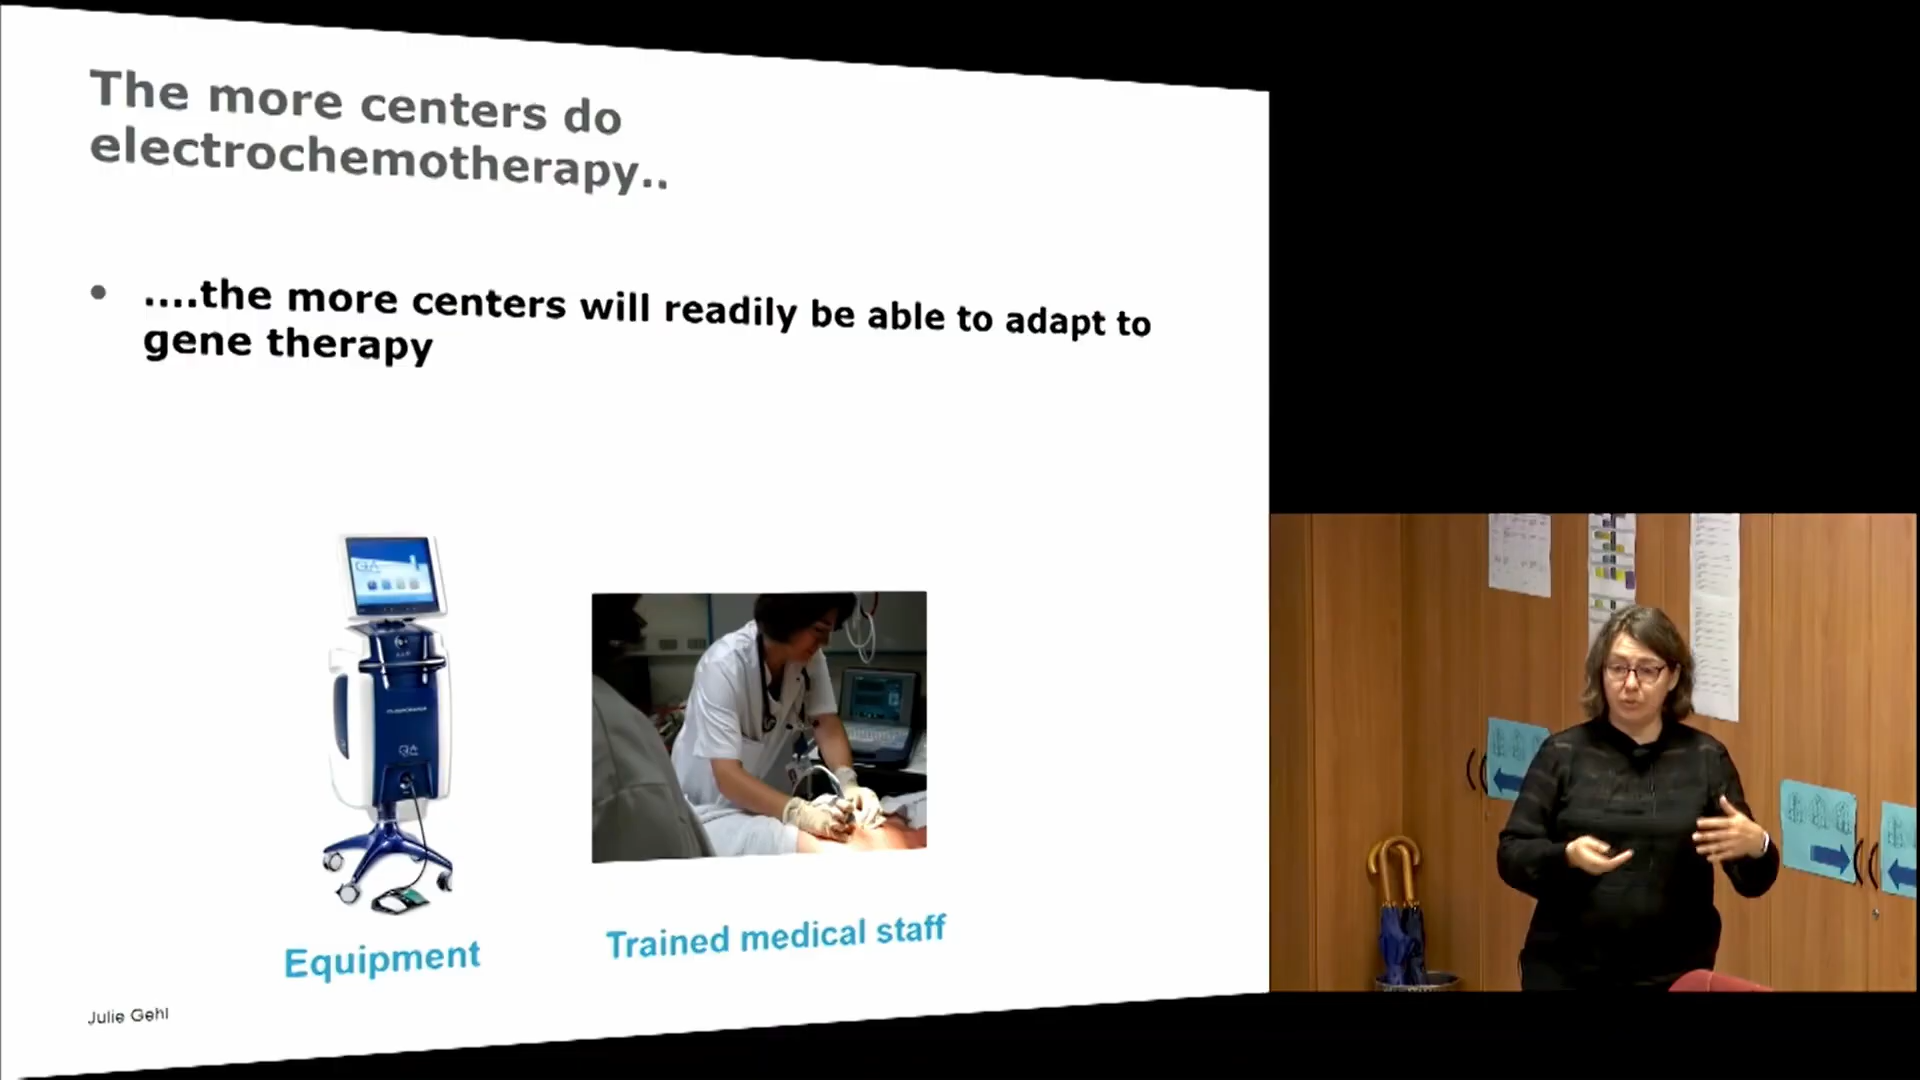 The more centers do
electrochemotherapy..
• ....the more centers will readily be able to adapt to
gene therapy
Equipment
Trained medical staff
Julie Gehl